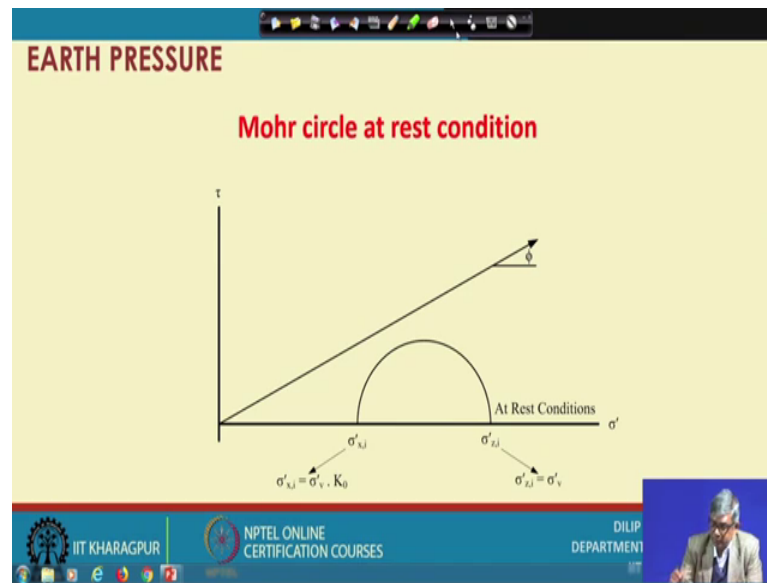 EARTH PRESSURE
Mohr circle at rest condition
τ
ϕ
At Rest Conditions
σ'
σ'x,i
σ'z,i
σ'x,i = σ'v . K0
σ'z,i = σ'v
IIT KHARAGPUR
NPTEL ONLINE
CERTIFICATION COURSES
DILIP
DEPARTMENT